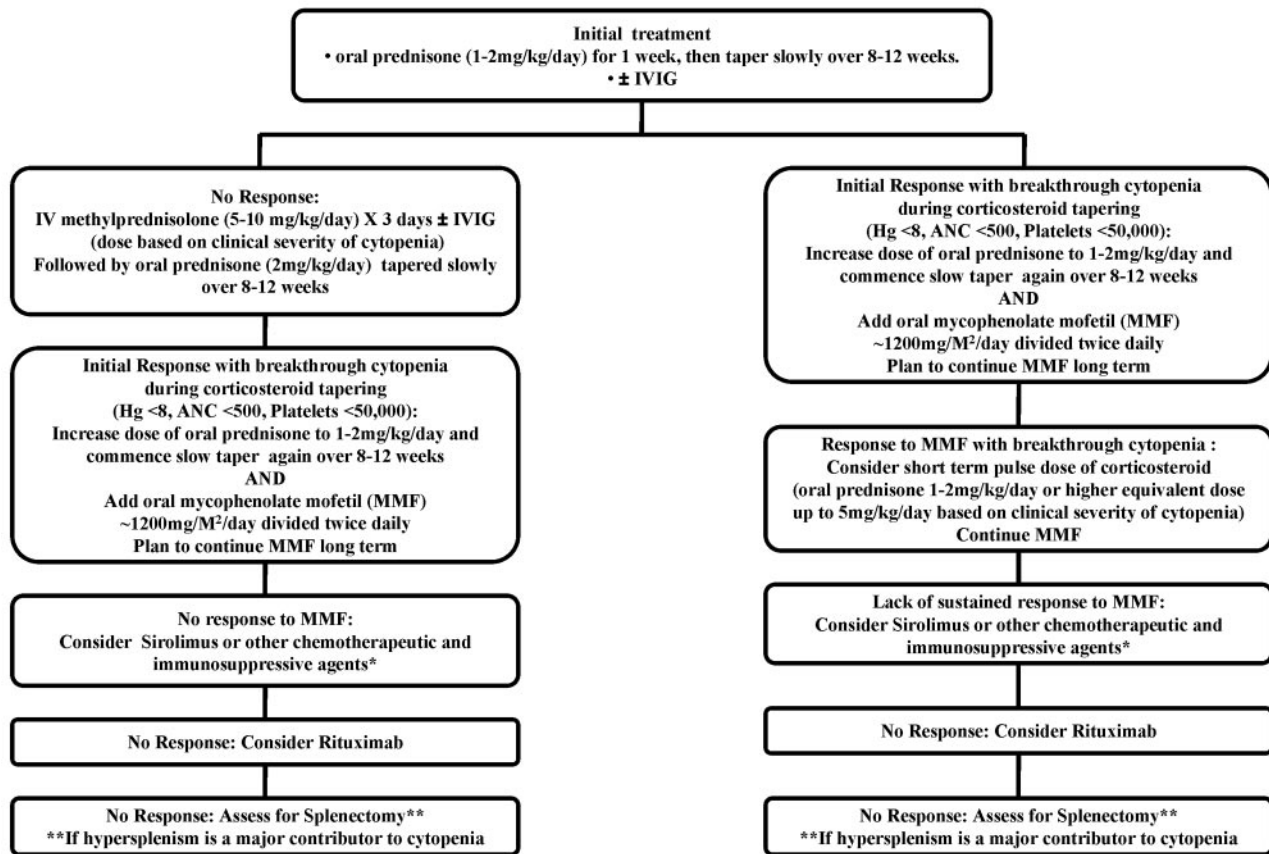 Initial treatment
• oral prednisone (1-2mg/kg/day) for 1 week, then taper slowly over 8-12 weeks.
• ± IVIG
No Response:
IV methylprednisolone (5-10 mg/kg/day) X 3 days ± IVIG
(dose based on clinical severity of cytopenia)
Followed by oral prednisone (2mg/kg/day) tapered slowly
over 8-12 weeks
Initial Response with breakthrough cytopenia
during corticosteroid tapering
(Hg <8, ANC <500, Platelets <50,000):
Increase dose of oral prednisone to 1-2mg/kg/day and
commence slow taper again over 8-12 weeks
AND
Add oral mycophenolate mofetil (MMF)
~1200mg/M²/day divided twice daily
Plan to continue MMF long term
No response to MMF:
Consider Sirolimus or other chemotherapeutic and
immunosuppressive agents*
No Response: Consider Rituximab
No Response: Assess for Splenectomy**
**If hypersplenism is a major contributor to cytopenia
Initial Response with breakthrough cytopenia
during corticosteroid tapering
(Hg <8, ANC <500, Platelets <50,000):
Increase dose of oral prednisone to 1-2mg/kg/day and
commence slow taper again over 8-12 weeks
AND
Add oral mycophenolate mofetil (MMF)
~1200mg/M²/day divided twice daily
Plan to continue MMF long term
Response to MMF with breakthrough cytopenia :
Consider short term pulse dose of corticosteroid
(oral prednisone 1-2mg/kg/day or higher equivalent dose
up to 5mg/kg/day based on clinical severity of cytopenia)
Continue MMF
Lack of sustained response to MMF:
Consider Sirolimus or other chemotherapeutic and
immunosuppressive agents*
No Response: Consider Rituximab
No Response: Assess for Splenectomy**
**If hypersplenism is a major contributor to cytopenia